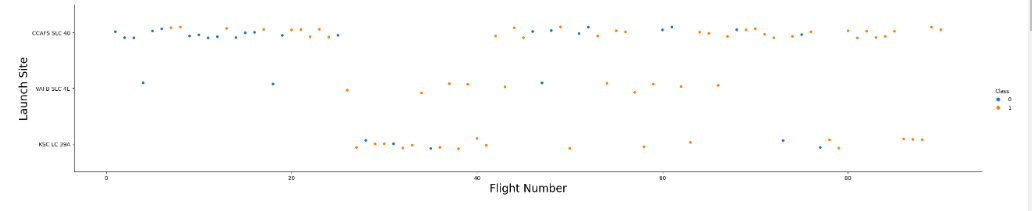 Launch Site
CCAFS SLC 40
VAFB SLC 4E
KSC LC 39A
0
20
40
60
80
Flight Number
Class
0
1